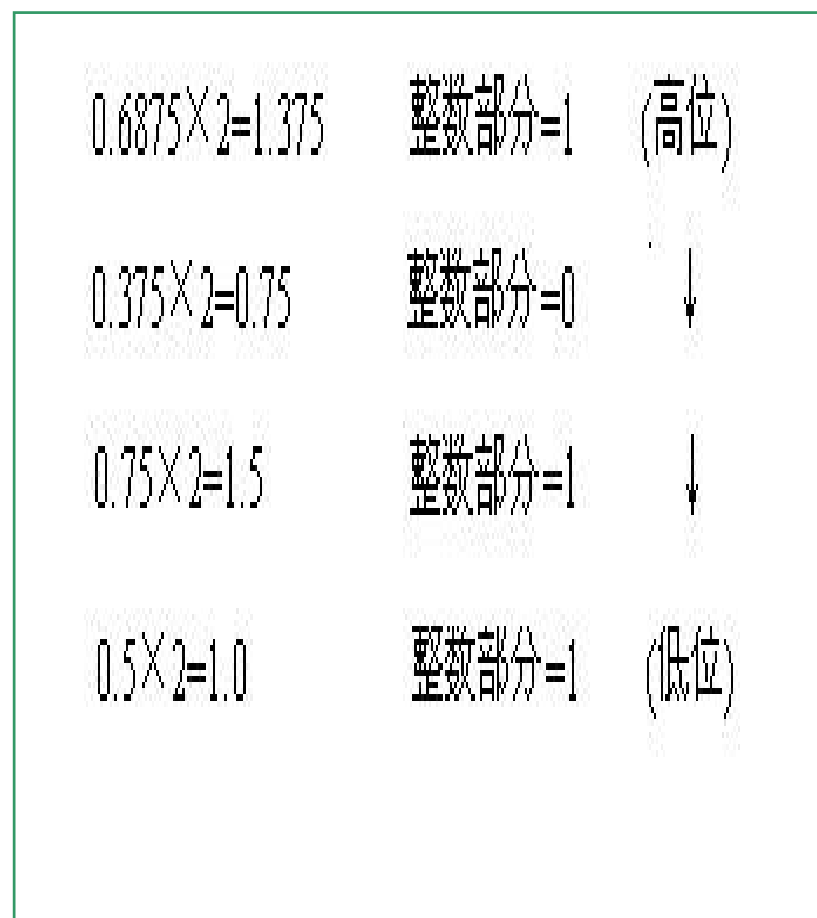 0.6875×2=1.375 整数部分=1 (高位)
0.375×2=0.75 整数部分=0 ↓
0.75×2=1.5 整数部分=1 ↓
0.5×2=1.0 整数部分=1 (低位)